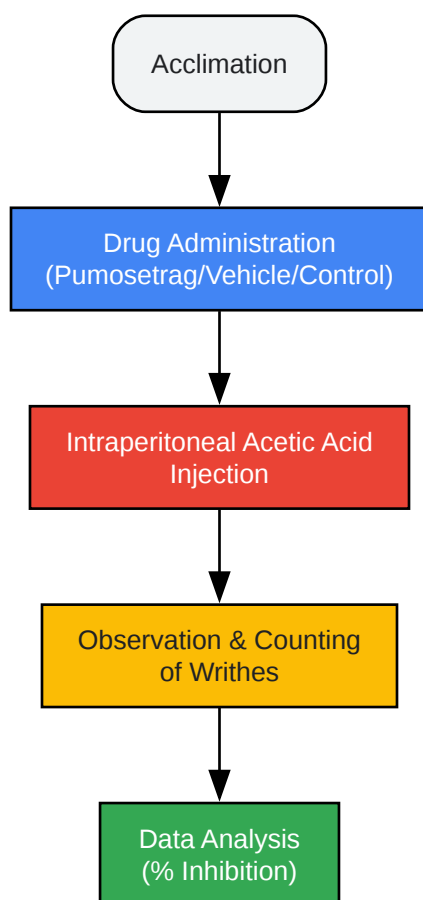 Acclimation
Drug Administration
(Pumosetrag/Vehicle/Control)
Intraperitoneal Acetic Acid
Injection
Observation & Counting
of Writhes
Data Analysis
(% Inhibition)